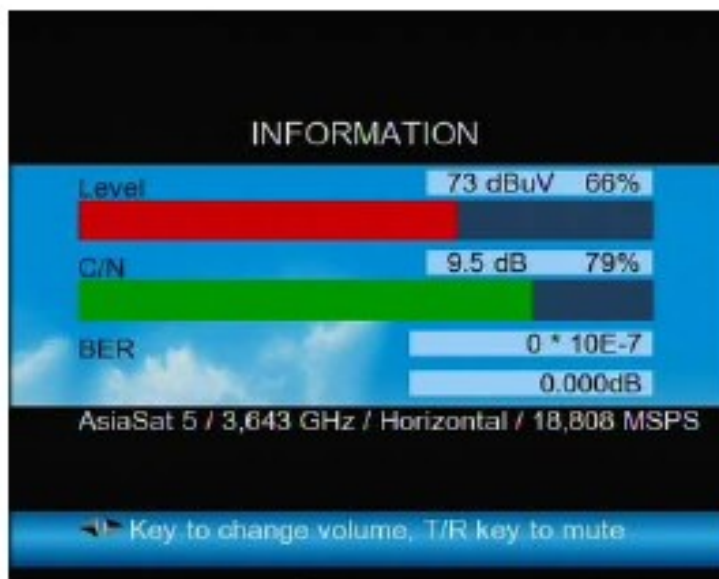 INFORMATION
Level 73 dBuV 66%
C/N 9.5 dB 79%
BER 0 * 10E-7
0.000dB
AsiaSat 5 / 3,643 GHz / Horizontal / 18,808 MSPS
Key to change volume, T/R key to mute